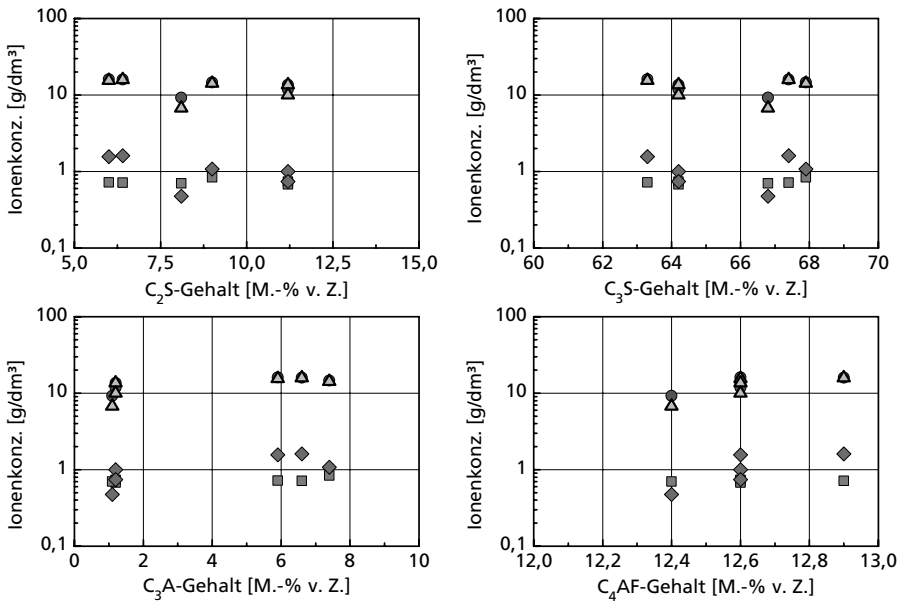 100
10
1
0,1
Ionenkonz. [g/dm³]
5,0 7,5 10,0 12,5 15,0
C₂S-Gehalt [M.-% v. Z.]
100
10
1
0,1
Ionenkonz. [g/dm³]
60 62 64 66 68 70
C₃S-Gehalt [M.-% v. Z.]
100
10
1
0,1
Ionenkonz. [g/dm³]
0 2 4 6 8 10
C₃A-Gehalt [M.-% v. Z.]
100
10
1
0,1
Ionenkonz. [g/dm³]
12,0 12,2 12,4 12,6 12,8 13,0
C₄AF-Gehalt [M.-% v. Z.]